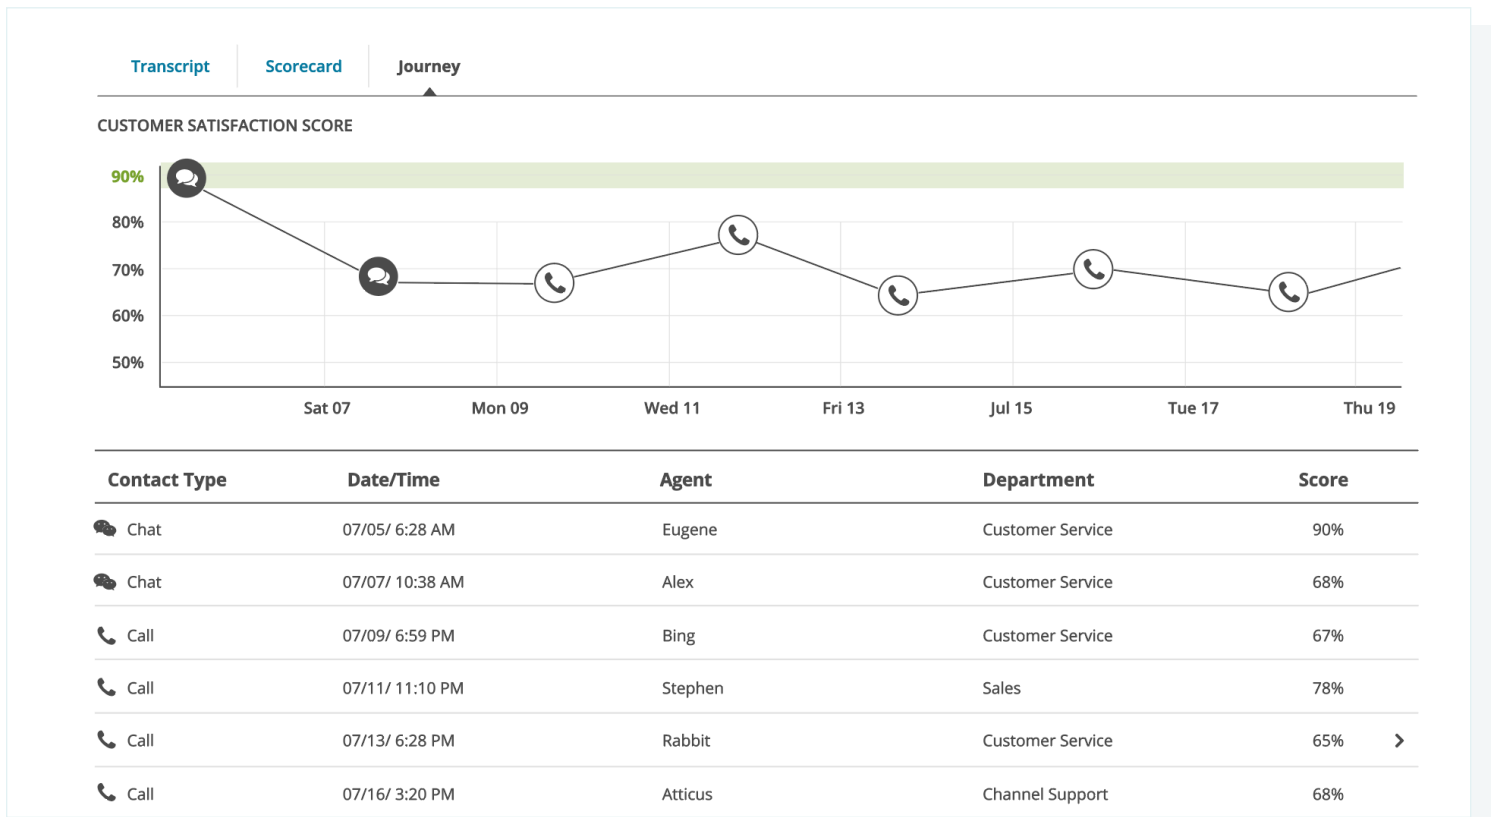 Transcript Scorecard Journey
CUSTOMER SATISFACTION SCORE
90%
80%
70%
60%
50%
Sat 07 Mon 09 Wed 11 Fri 13 Jul 15 Tue 17 Thu 19
Contact Type Date/Time Agent Department Score
Chat 07/05/ 6:28 AM Eugene Customer Service 90%
Chat 07/07/ 10:38 AM Alex Customer Service 68%
Call 07/09/ 6:59 PM Bing Customer Service 67%
Call 07/11/ 11:10 PM Stephen Sales 78%
Call 07/13/ 6:28 PM Rabbit Customer Service 65%
Call 07/16/ 3:20 PM Atticus Channel Support 68%